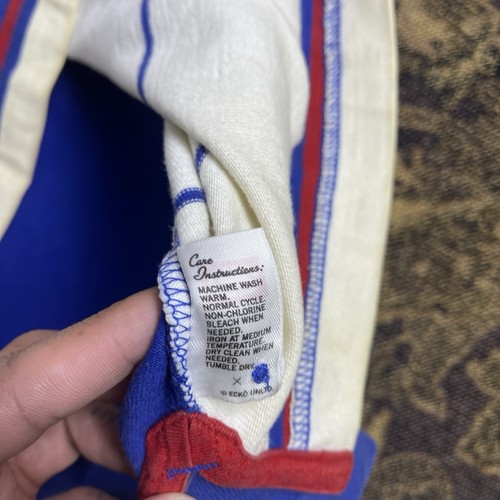 Care
Instructions:
MACHINE WASH
WARM.
NORMAL CYCLE.
NON-CHLORINE
BLEACH WHEN
NEEDED.
IRON AT MEDIUM
TEMPERATURE.
DRY CLEAN WHEN
NEEDED.
TUMBLE DRY.
X
© ECKO UNLTD.